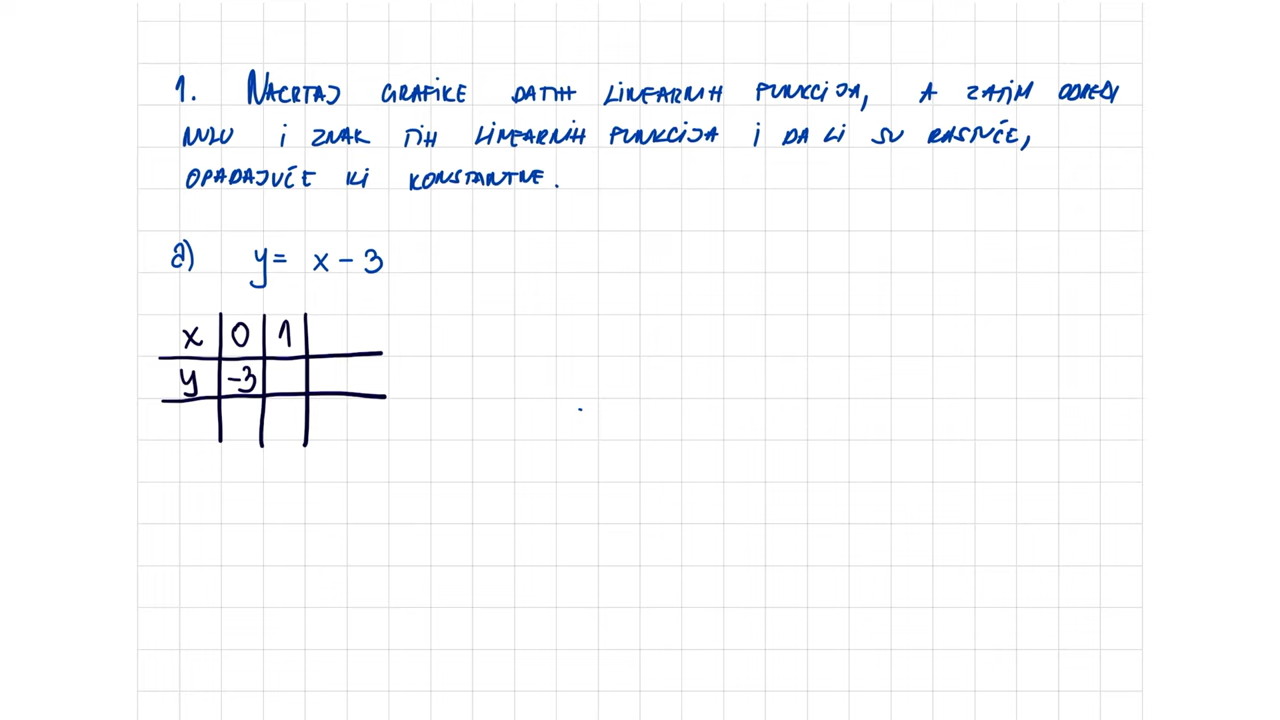 1. NACRTAJ GRAFIKE DATIH LINEARNIH FUNKCIJA, A ZATIM ODREDI
NULU I ZNAK TIH LINEARNIH FUNKCIJA I DA LI SU RASTUĆE,
OPADAJUĆE ILI KONSTANTNE.
a) y = x - 3
x 0 1
y -3